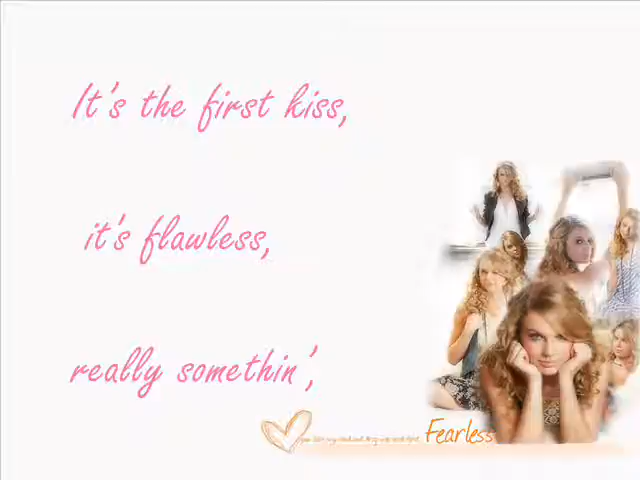 It's the first kiss,
it's flawless,
really somethin',
Fearless